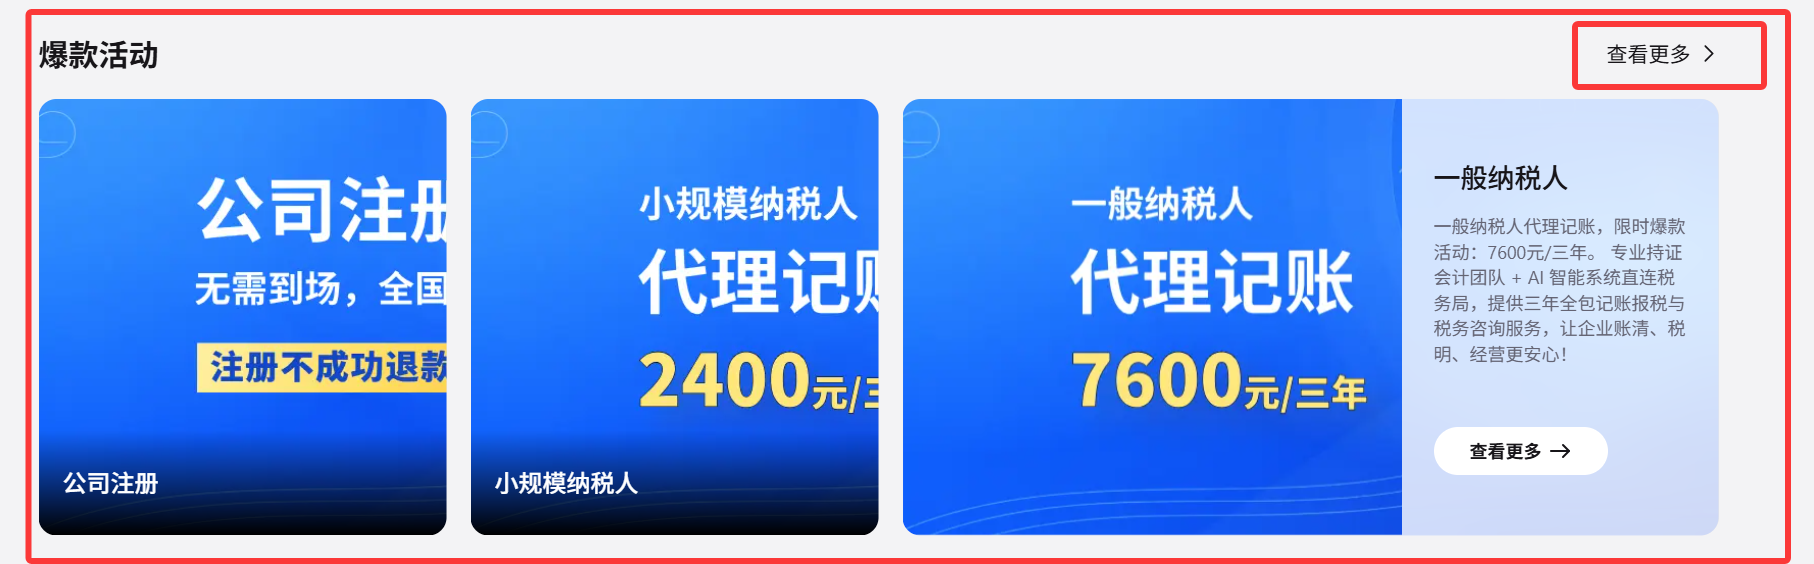 爆款活动
查看更多
公司注册
无需到场，全国
注册不成功退款
公司注册
小规模纳税人
代理记账
2400元/三
小规模纳税人
一般纳税人
代理记账
7600元/三年
一般纳税人
一般纳税人代理记账，限时爆款
活动：7600元/三年。 专业持证
会计团队 + AI 智能系统直连税
务局，提供三年全包记账报税与
税务咨询服务，让企业账清、税
明、经营更安心！
查看更多